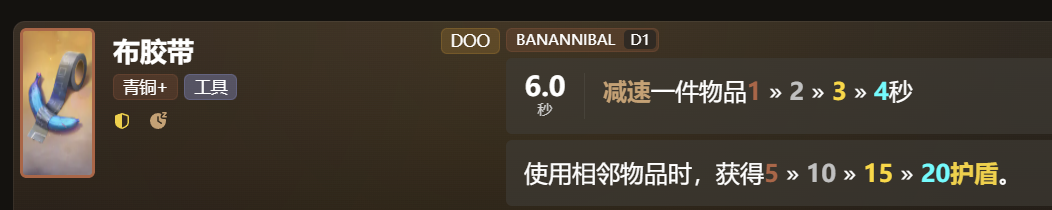 布胶带
青铜+ 工具
DOO
BANANNIBAL D1
6.0
秒
减速一件物品1 » 2 » 3 » 4秒
使用相邻物品时，获得5 » 10 » 15 » 20护盾。